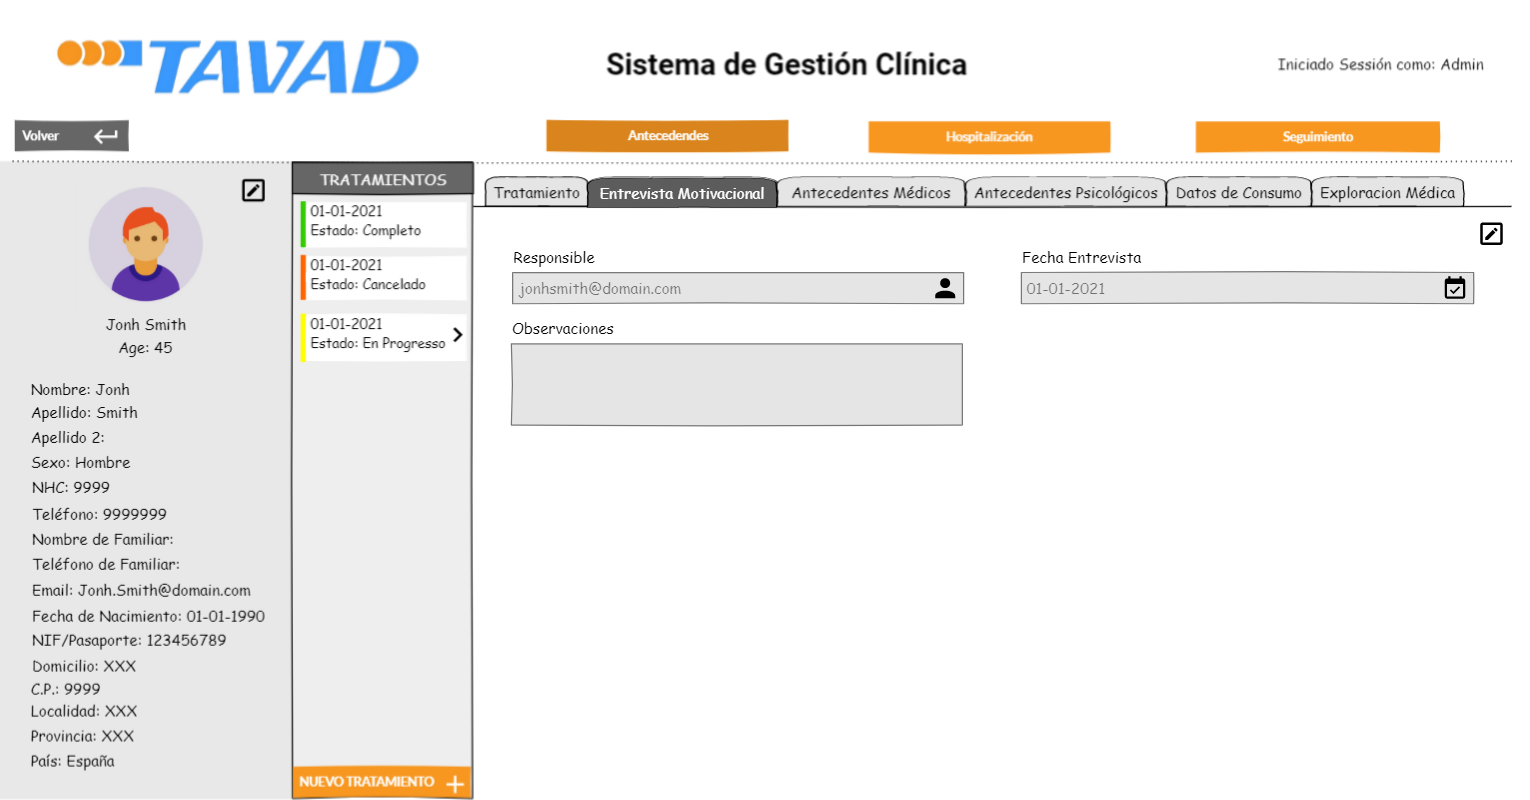 TAVAD
Sistema de Gestión Clínica
Iniciado Sessión como: Admin
Volver
Antecedendes
Hospitalización
Seguimiento
Jonh Smith
Age: 45
Nombre: Jonh
Apellido: Smith
Apellido 2:
Sexo: Hombre
NHC: 9999
Teléfono: 9999999
Nombre de Familiar:
Teléfono de Familiar:
Email: Jonh.Smith@domain.com
Fecha de Nacimiento: 01-01-1990
NIF/Pasaporte: 123456789
Domicilio: XXX
C.P.: 9999
Localidad: XXX
Provincia: XXX
País: España
TRATAMIENTOS
01-01-2021
Estado: Completo
01-01-2021
Estado: Cancelado
01-01-2021
Estado: En Progresso
NUEVO TRATAMIENTO
Tratamiento
Entrevista Motivacional
Antecedentes Médicos
Antecedentes Psicológicos
Datos de Consumo
Exploracion Médica
Responsible
jonhsmith@domain.com
Fecha Entrevista
01-01-2021
Observaciones